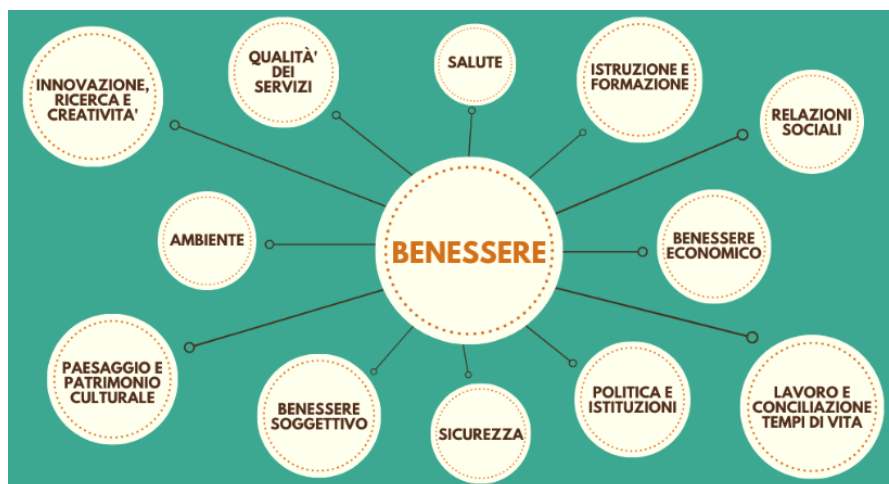 INNOVAZIONE,
RICERCA E
CREATIVITA'
QUALITÀ'
DEI
SERVIZI
SALUTE
ISTRUZIONE E
FORMAZIONE
RELAZIONI
SOCIALI
AMBIENTE
BENESSERE
BENESSERE
ECONOMICO
PAESAGGIO E
PATRIMONIO
CULTURALE
BENESSERE
SOGGETTIVO
SICUREZZA
POLITICA E
ISTITUZIONI
LAVORO E
CONCILIAZIONE
TEMPI DI VITA